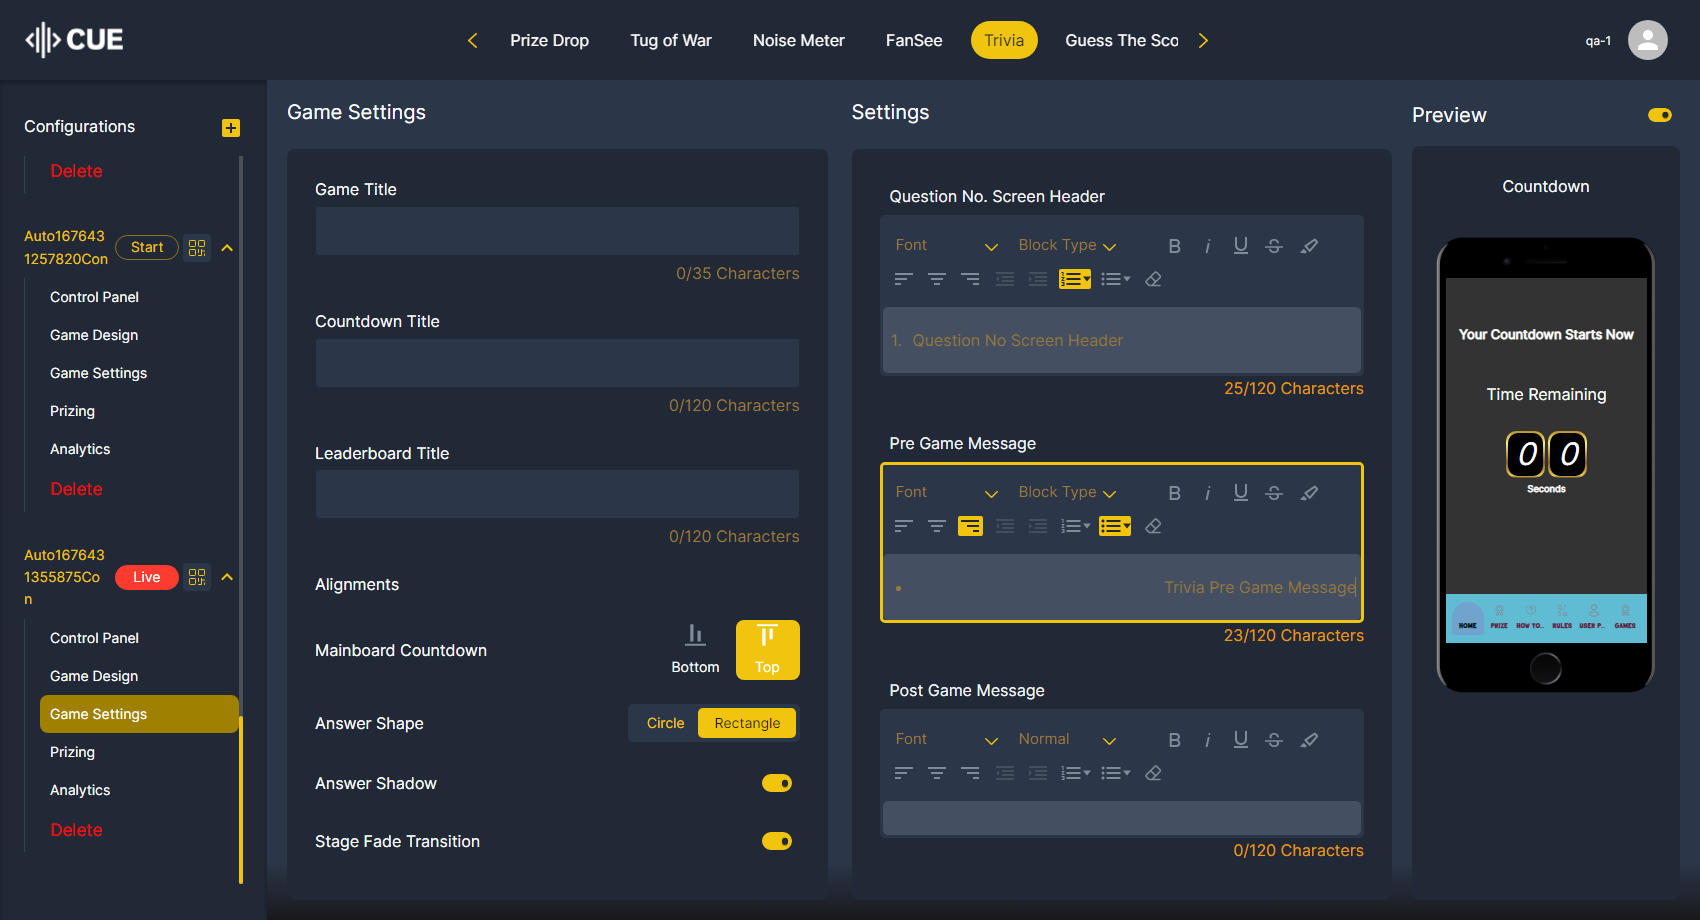 CUE
Prize Drop
Tug of War
Noise Meter
FanSee
Trivia
Guess The Sco
qa-1
Configurations
Delete
Auto167643
1257820Con
Start
Control Panel
Game Design
Game Settings
Prizing
Analytics
Delete
Auto167643
1355875Co
n
Live
Control Panel
Game Design
Game Settings
Prizing
Analytics
Delete
Game Settings
Game Title
0/35 Characters
Countdown Title
0/120 Characters
Leaderboard Title
0/120 Characters
Alignments
Mainboard Countdown
Bottom
Top
Answer Shape
Circle
Rectangle
Answer Shadow
Stage Fade Transition
Settings
Question No. Screen Header
Font
Block Type
B i U S
1. Question No Screen Header
25/120 Characters
Pre Game Message
Font
Block Type
B i U S
• Trivia Pre Game Message
23/120 Characters
Post Game Message
Font
Normal
B i U S
0/120 Characters
Preview
Countdown
Your Countdown Starts Now
Time Remaining
0 0
Seconds
HOME
PRIZE
HOW TO...
RULES
USER P...
GAMES